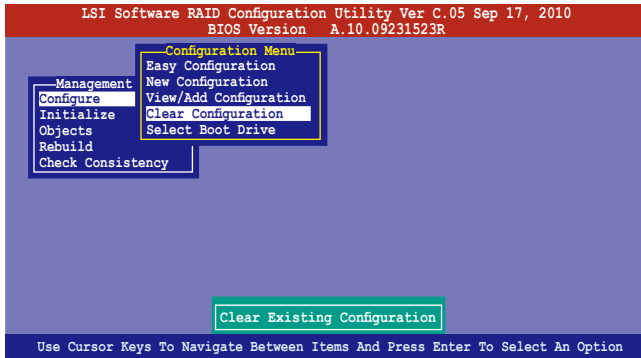 LSI Software RAID Configuration Utility Ver C.05 Sep 17, 2010
BIOS Version A.10.09231523R
Configuration Menu
Easy Configuration
New Configuration
View/Add Configuration
Clear Configuration
Select Boot Drive
Management
Configure
Initialize
Objects
Rebuild
Check Consistency
Clear Existing Configuration
Use Cursor Keys To Navigate Between Items And Press Enter To Select An Option